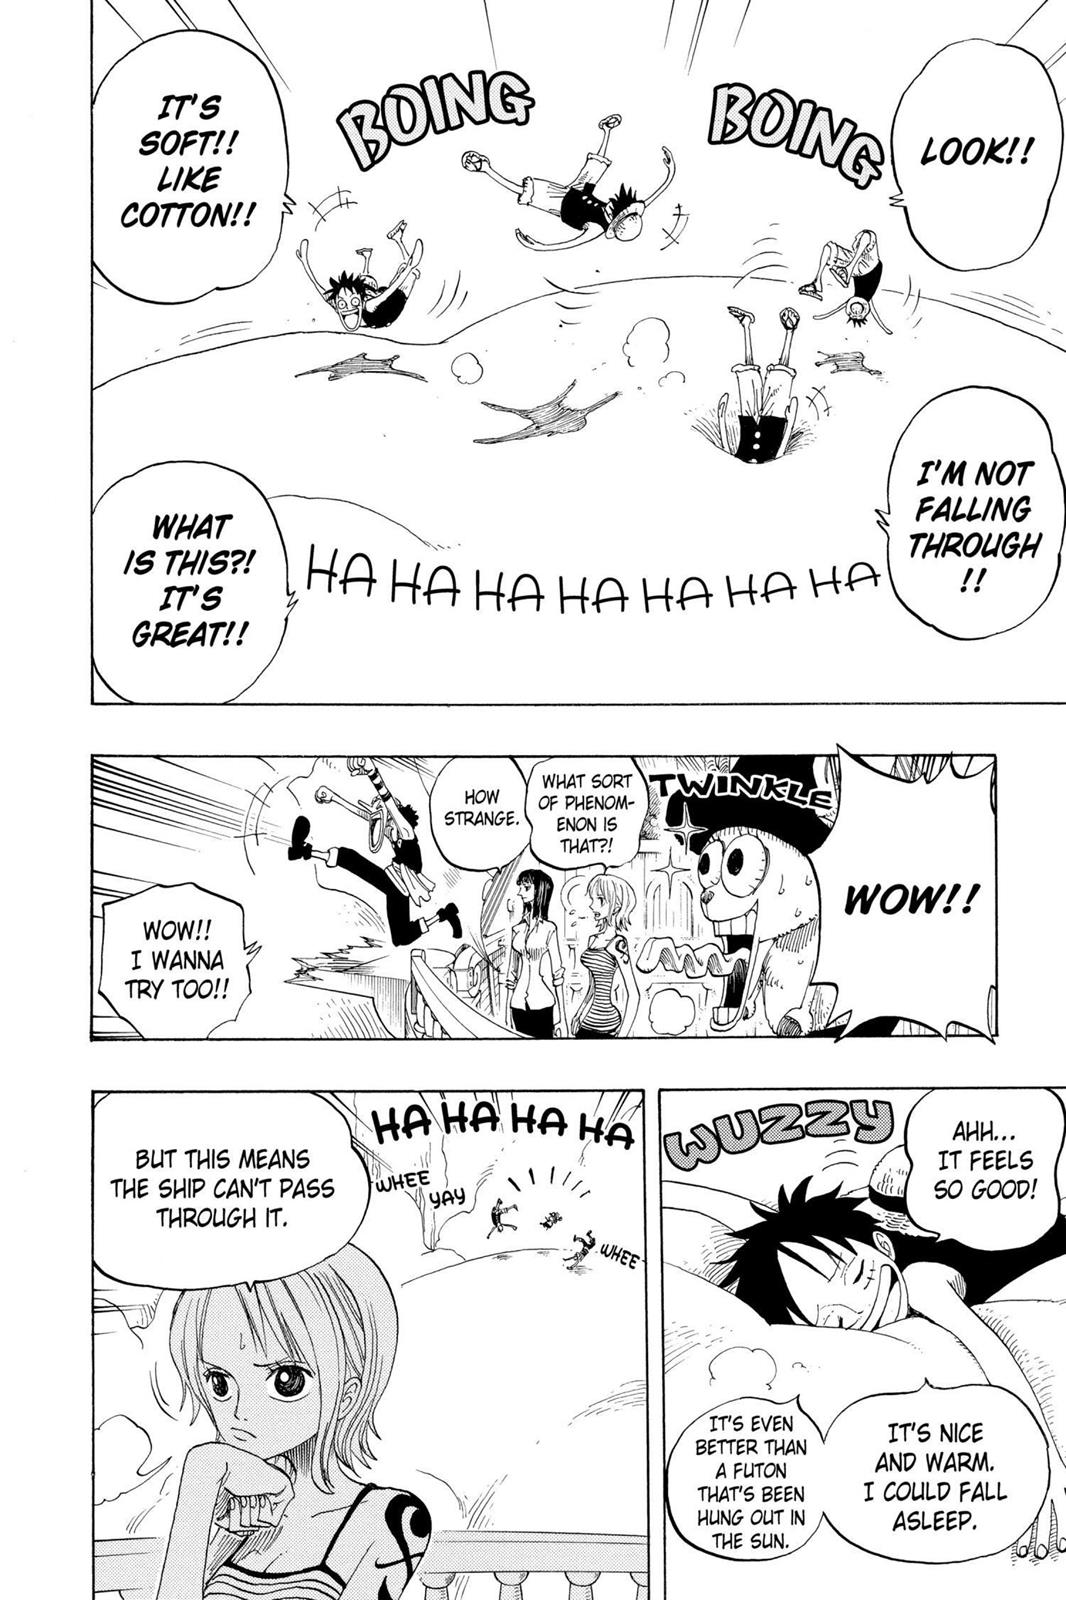 LOOK!!
BOING
BOING
IT'S
SOFT!!
LIKE
COTTON!!
I'M NOT
FALLING
THROUGH
!!
HA HA HA HA HA HA HA
WHAT
IS THIS?!
IT'S
GREAT!!
WOW!!
TWINKLE
WHAT SORT
OF PHENOM-
ENON IS
THAT?!
HOW
STRANGE.
WOW!!
I WANNA
TRY TOO!!
AHH...
IT FEELS
SO GOOD!
WUZZY
IT'S NICE
AND WARM.
I COULD FALL
ASLEEP.
IT'S EVEN
BETTER THAN
A FUTON
THAT'S BEEN
HUNG OUT IN
THE SUN.
HA HA HA HA
WHEE
YAY
WHEE
BUT THIS MEANS
THE SHIP CAN'T PASS
THROUGH IT.